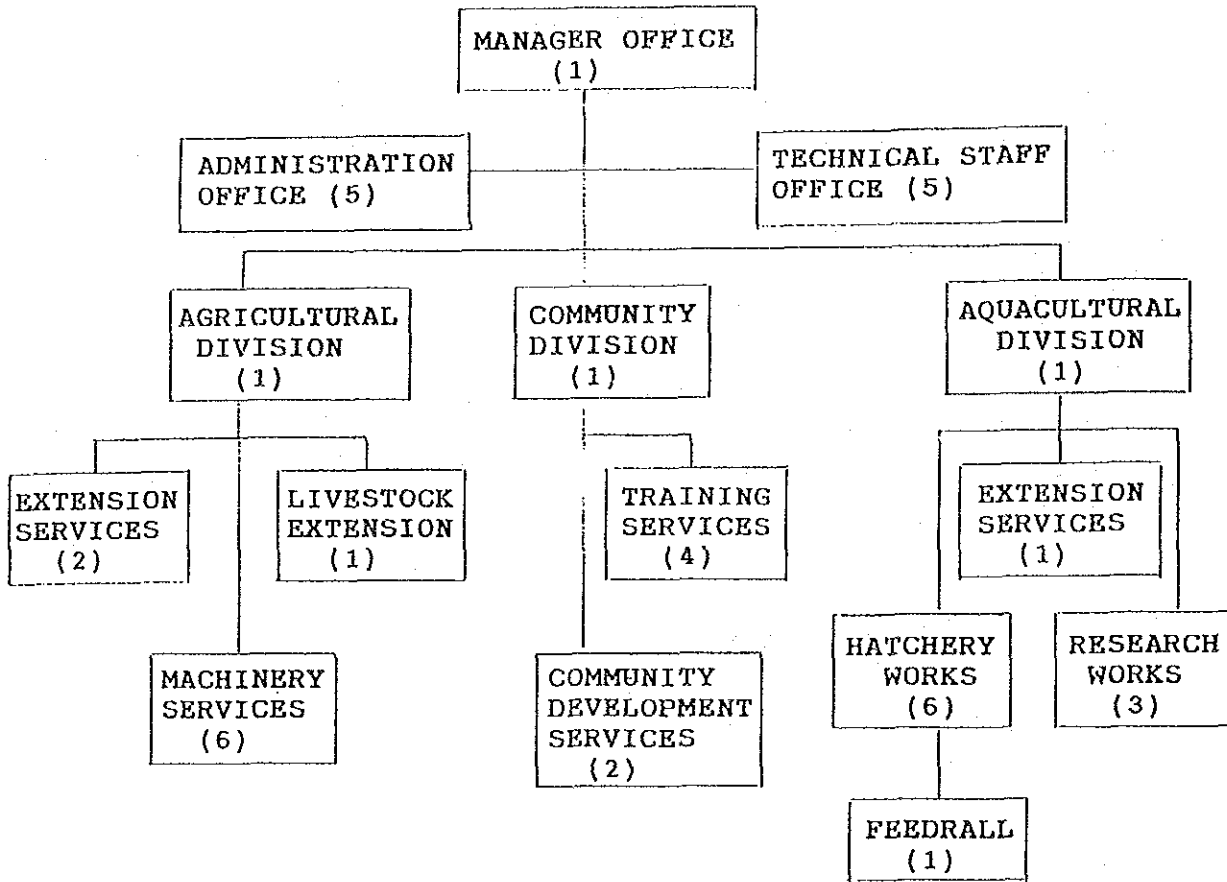 MANAGER OFFICE
(1)
ADMINISTRATION
OFFICE (5)
TECHNICAL STAFF
OFFICE (5)
AGRICULTURAL
DIVISION
(1)
COMMUNITY
DIVISION
(1)
AQUACULTURAL
DIVISION
(1)
EXTENSION
SERVICES
(2)
LIVESTOCK
EXTENSION
(1)
TRAINING
SERVICES
(4)
EXTENSION
SERVICES
(1)
MACHINERY
SERVICES
(6)
COMMUNITY
DEVELOPMENT
SERVICES
(2)
HATCHERY
WORKS
(6)
RESEARCH
WORKS
(3)
FEEDRALL
(1)